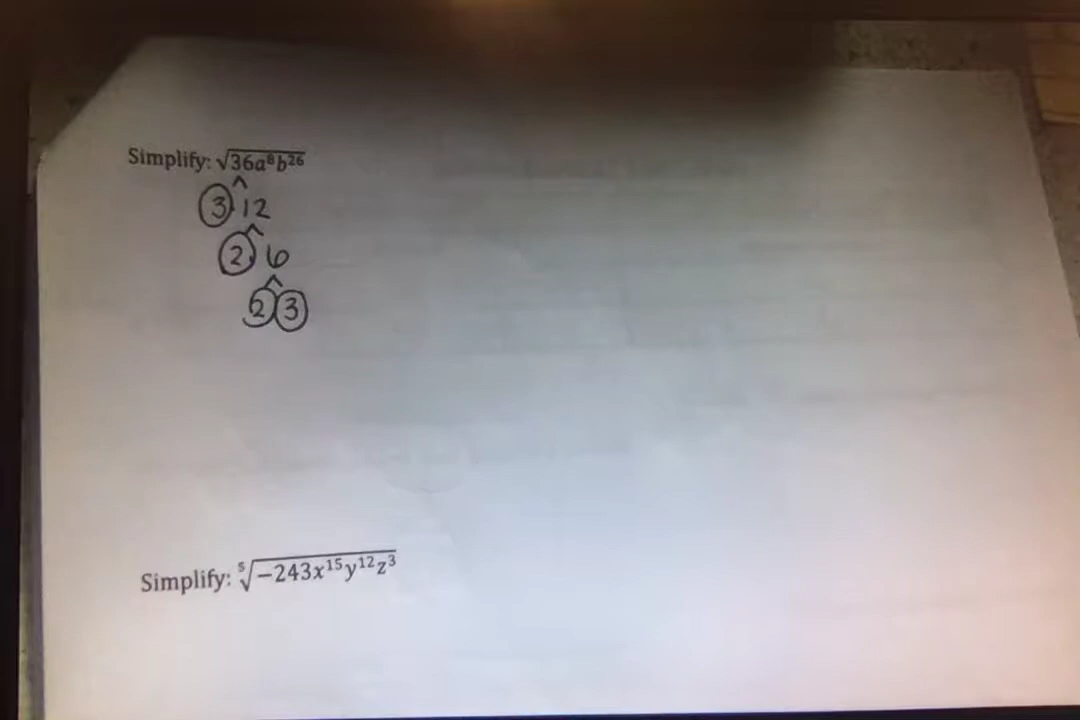 Simplify: √36a⁸b²⁶
3 12
2 6
2 3
Simplify: ⁵√-243x¹⁵y¹²z³